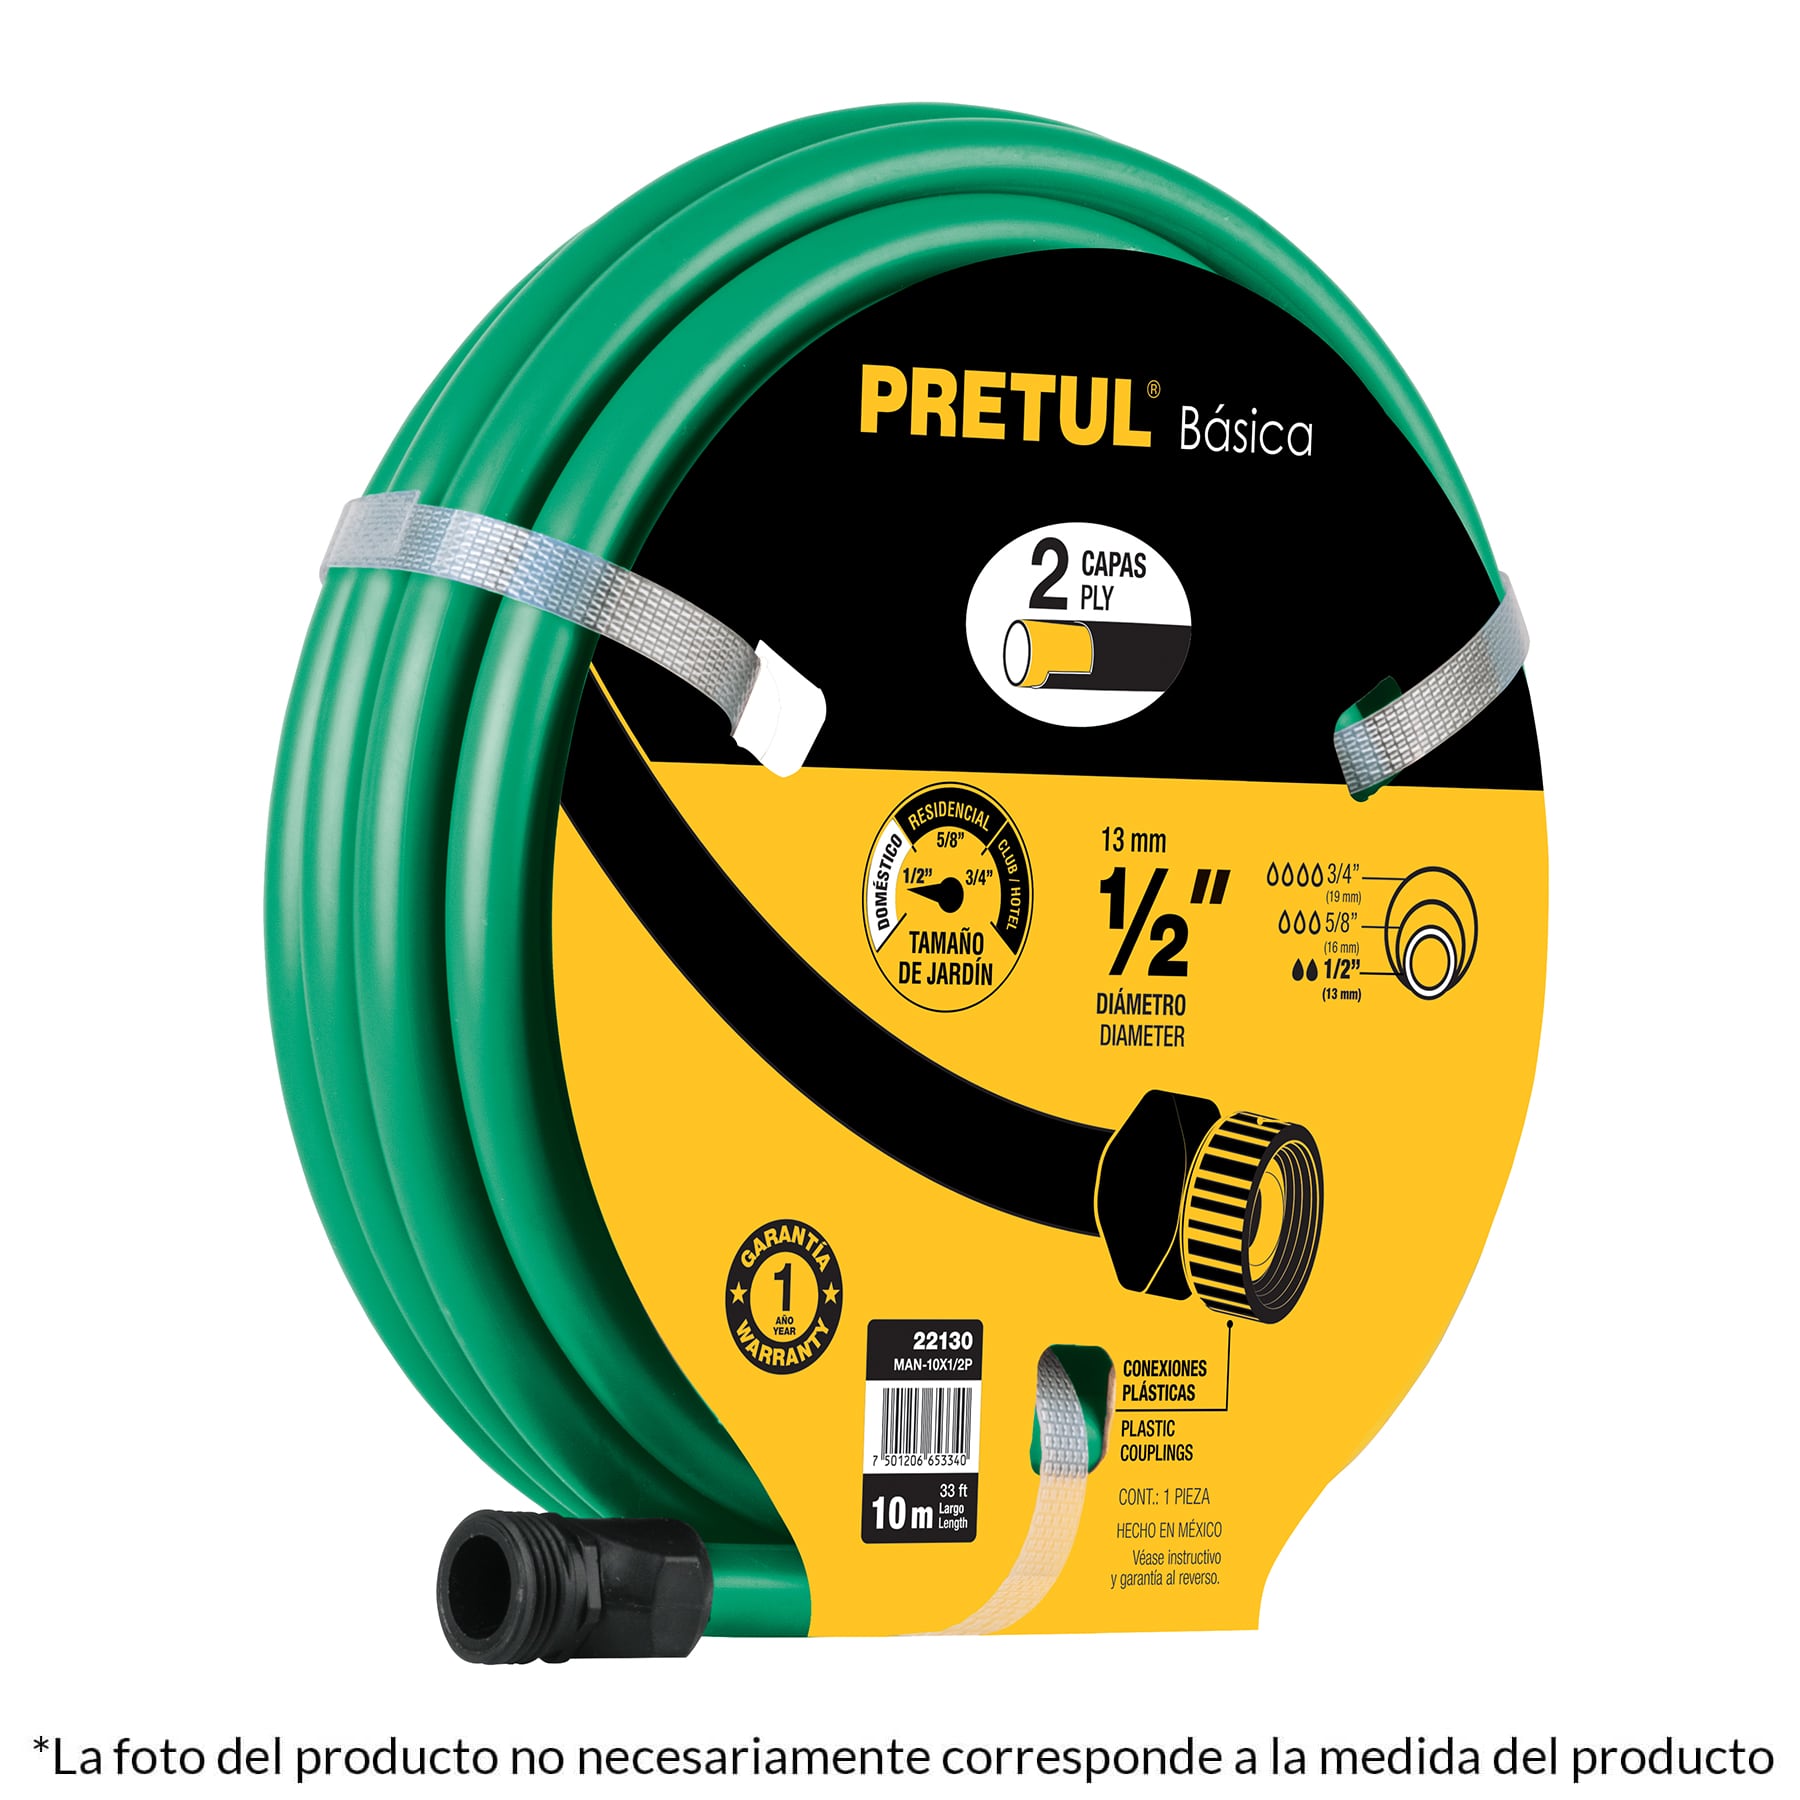 PRETUL® Básica
2 CAPAS
PLY
DOMÉSTICO
RESIDENCIAL
CLUB / HOTEL
1/2"
5/8"
3/4"
TAMAÑO
DE JARDÍN
13 mm
1/2"
DIÁMETRO
DIAMETER
3/4"
(19 mm)
5/8"
(16 mm)
1/2"
(13 mm)
GARANTÍA
1
AÑO
YEAR
WARRANTY
22130
MAN-10X1/2P
7 501206 653340
10 m
33 ft
Largo
Length
CONEXIONES
PLÁSTICAS
PLASTIC
COUPLINGS
CONT.: 1 PIEZA
HECHO EN MÉXICO
Véase instructivo
y garantía al reverso.
*La foto del producto no necesariamente corresponde a la medida del producto